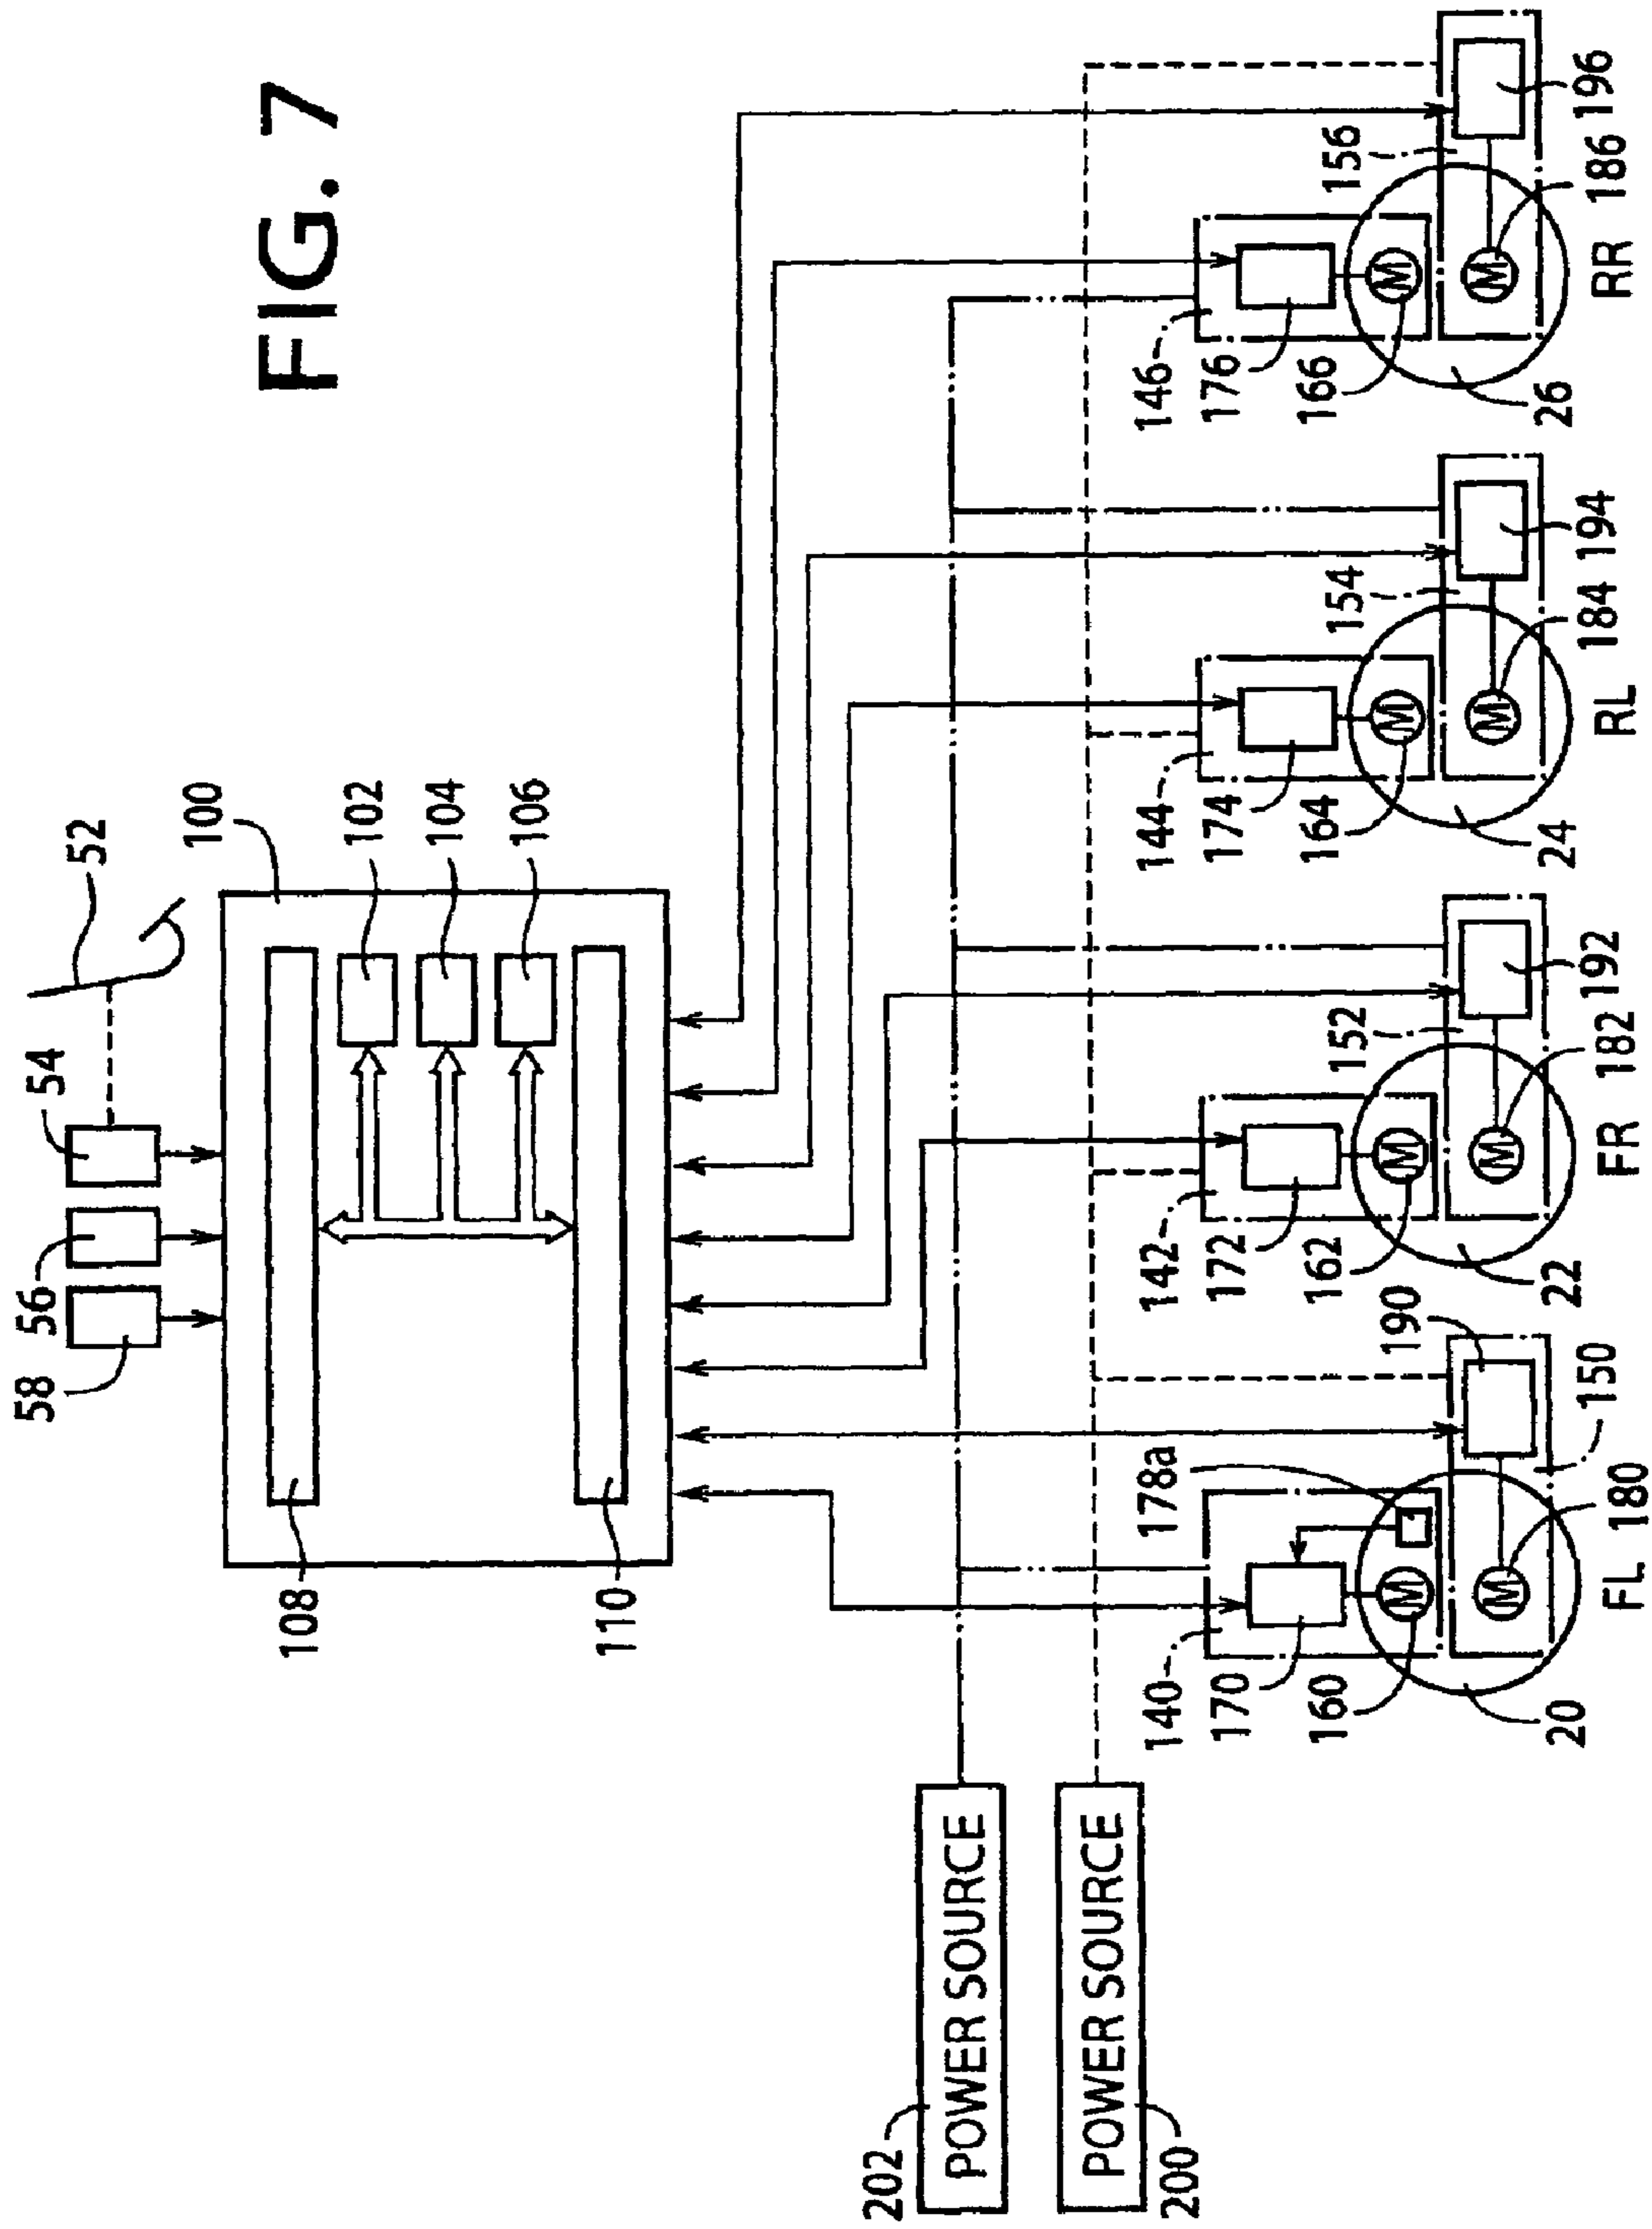 FIG. 7
52
54
56
58
100
102
104
106
108
110
202
POWER SOURCE
POWER SOURCE
200
140
170
160
178a
M
M
190
150
180
20
FL
142
172
162
152
M
M
192
182
22
FR
144
174
164
154
M
M
194
184
24
RL
146
176
166
156
M
M
196
186
26
RR